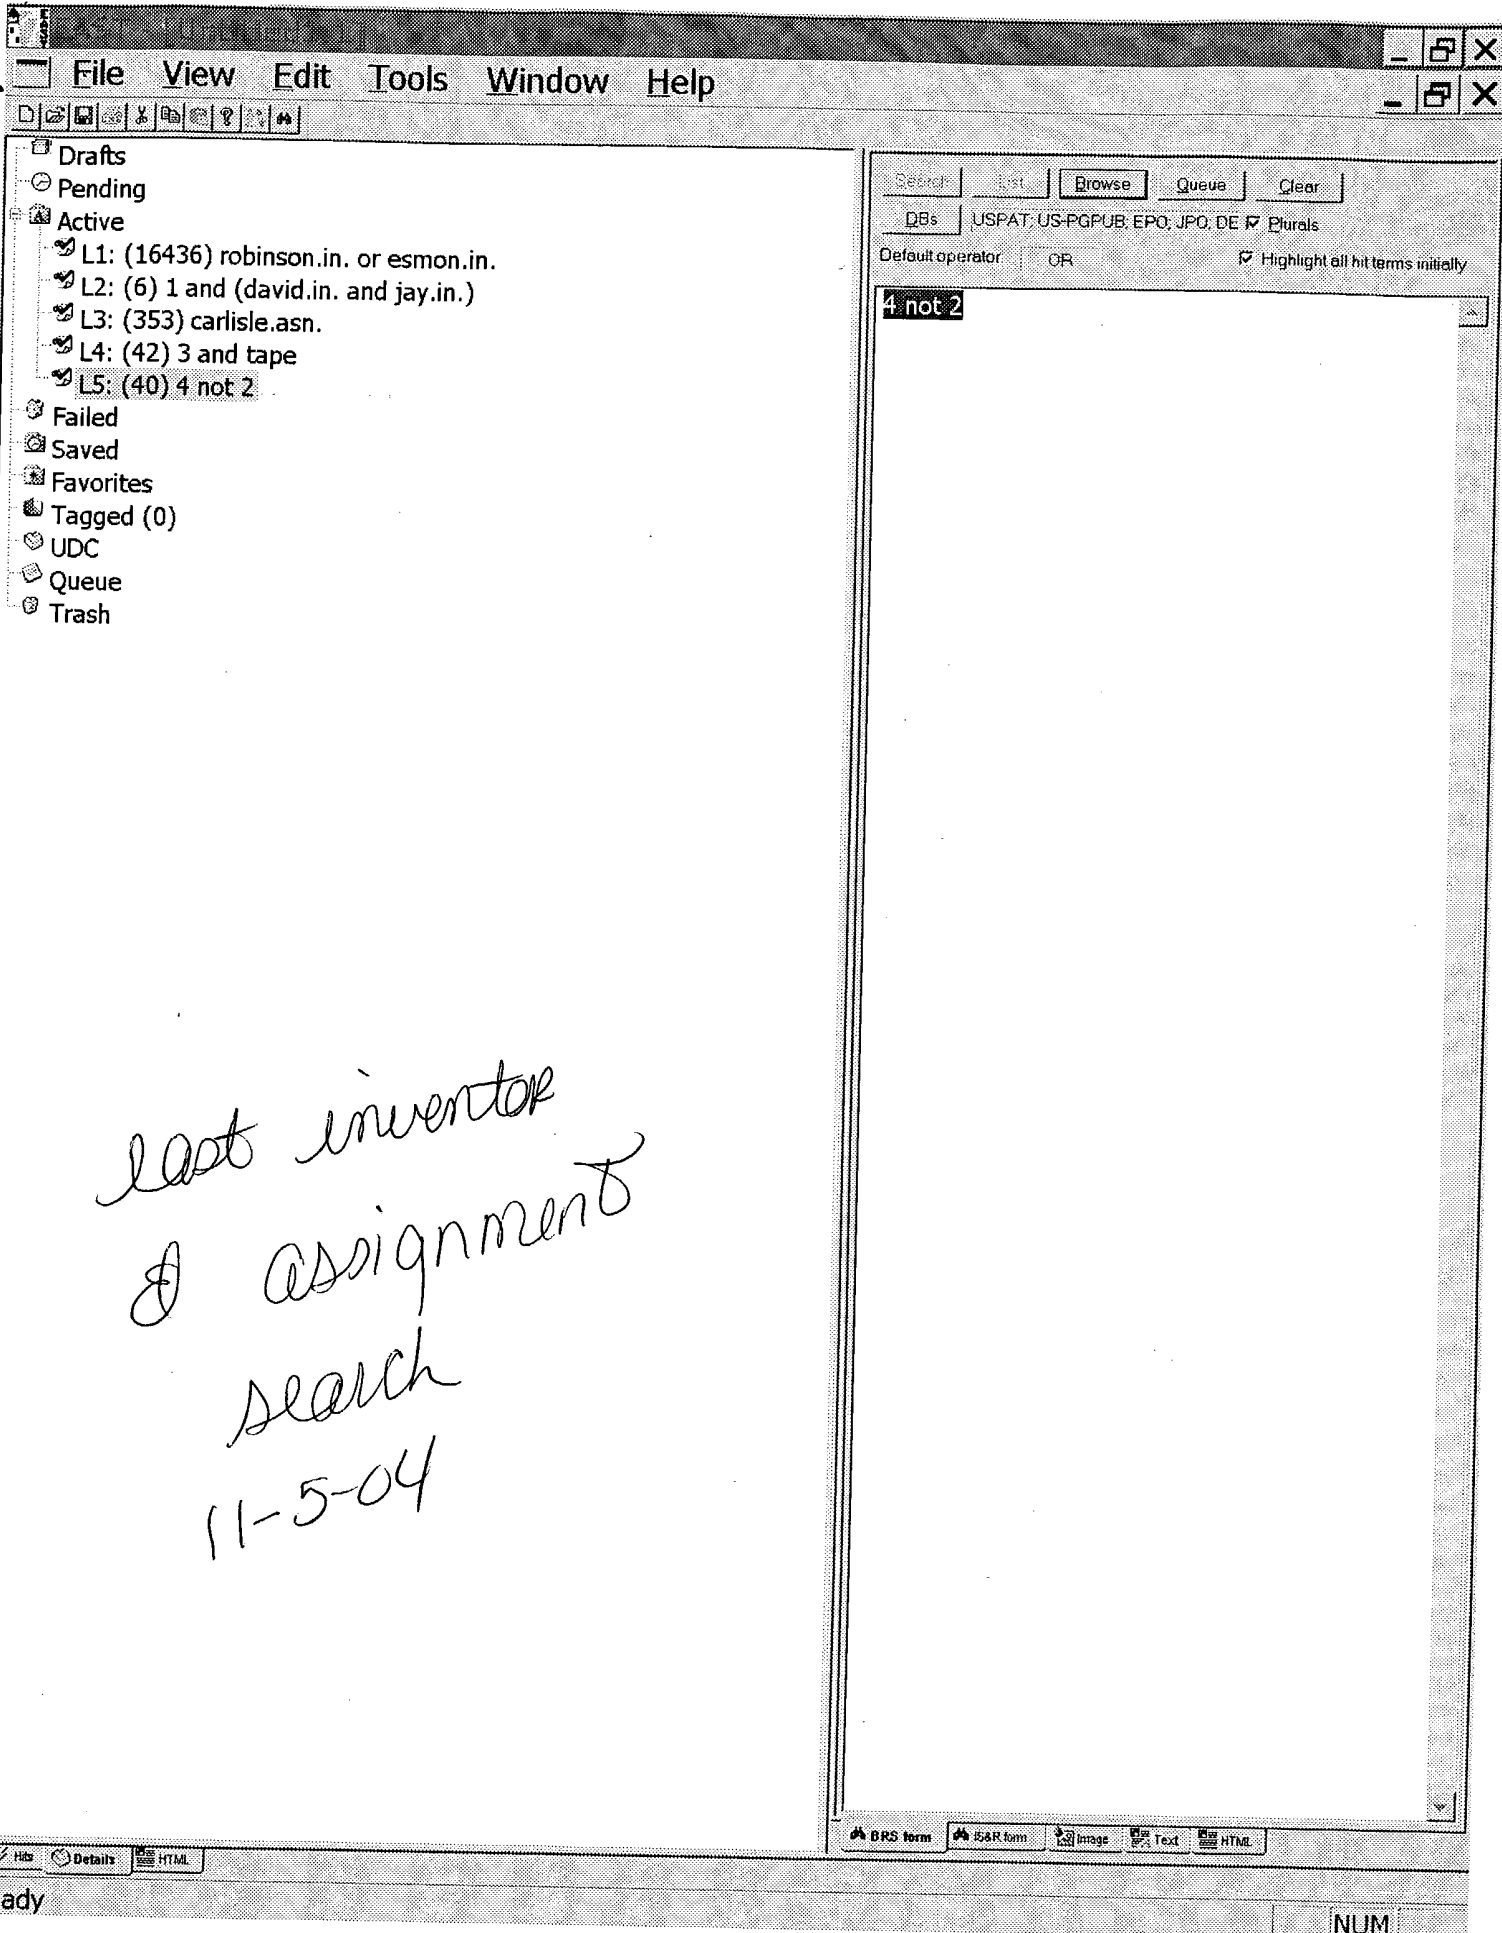 EAST - [Untitled1:1]
File View Edit Tools Window Help
Drafts
Pending
Active
L1: (16436) robinson.in. or esmon.in.
L2: (6) 1 and (david.in. and jay.in.)
L3: (353) carlisle.asn.
L4: (42) 3 and tape
L5: (40) 4 not 2
Failed
Saved
Favorites
Tagged (0)
UDC
Queue
Trash
Search List Browse Queue Clear
DBs USPAT; US-PGPUB; EPO; JPO; DE Plurals
Default operator OR Highlight all hit terms initially
4 not 2
last inventor
& assignment
search
11-5-04
BRS form IS&R form Image Text HTML
Hits Details HTML
ady
NUM